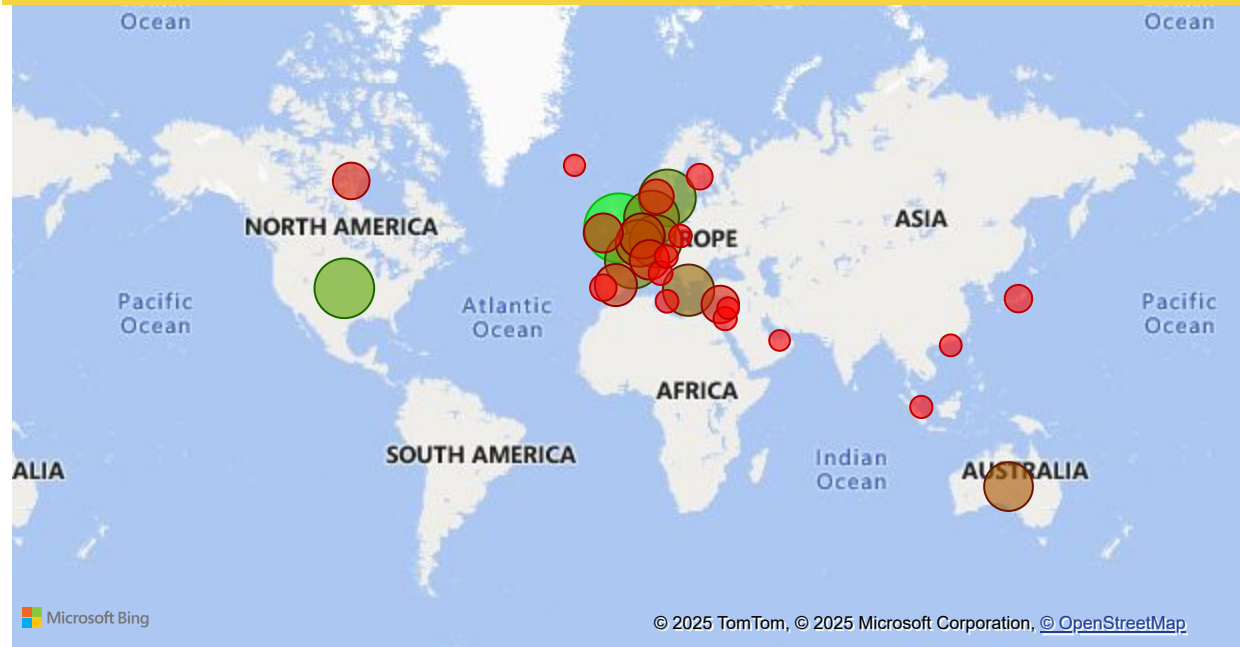 Ocean
Ocean
NORTH AMERICA
ASIA
ROPE
Pacific
Ocean
Atlantic
Ocean
Pacific
Ocean
AFRICA
SOUTH AMERICA
Indian
Ocean
ALIA
AUSTRALIA
Microsoft Bing
© 2025 TomTom, © 2025 Microsoft Corporation, © OpenStreetMap